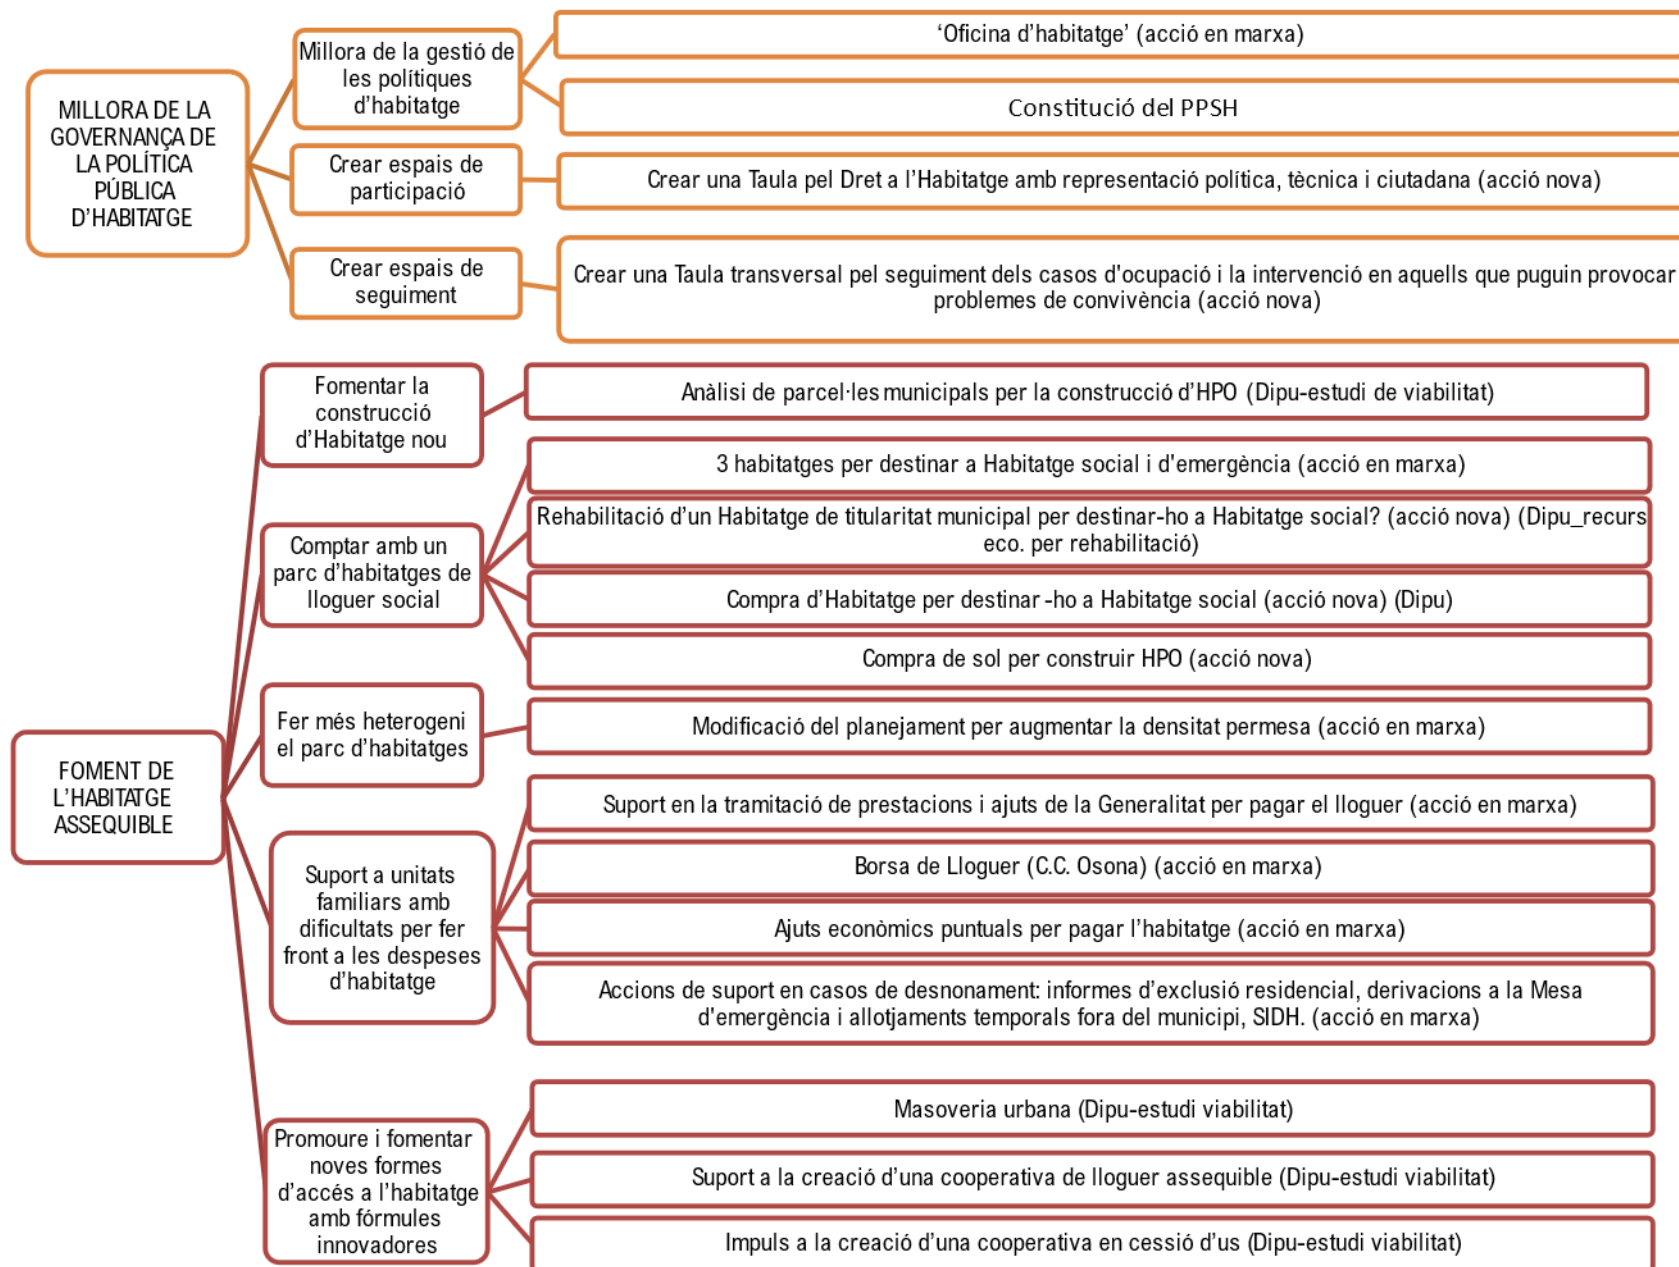 MILLORA DE LA
GOVERNANÇA DE
LA POLÍTICA
PÚBLICA
D'HABITATGE
Millora de la gestió de
les polítiques
d'habitatge
‘Oficina d'habitatge’ (acció en marxa)
Constitució del PPSH
Crear espais de
participació
Crear una Taula pel Dret a l'Habitatge amb representació política, tècnica i ciutadana (acció nova)
Crear espais de
seguiment
Crear una Taula transversal pel seguiment dels casos d'ocupació i la intervenció en aquells que puguin provocar
problemes de convivència (acció nova)
FOMENT DE
L'HABITATGE
ASSEQUIBLE
Fomentar la
construcció
d'Habitatge nou
Anàlisi de parcel·les municipals per la construcció d'HPO (Dipu-estudi de viabilitat)
Comptar amb un
parc d'habitatges de
lloguer social
3 habitatges per destinar a Habitatge social i d'emergència (acció en marxa)
Rehabilitació d'un Habitatge de titularitat municipal per destinar-ho a Habitatge social? (acció nova) (Dipu_recurs
eco. per rehabilitació)
Compra d'Habitatge per destinar -ho a Habitatge social (acció nova) (Dipu)
Compra de sol per construir HPO (acció nova)
Fer més heterogeni
el parc d'habitatges
Modificació del planejament per augmentar la densitat permesa (acció en marxa)
Suport a unitats
familiars amb
dificultats per fer
front a les despeses
d'habitatge
Suport en la tramitació de prestacions i ajuts de la Generalitat per pagar el lloguer (acció en marxa)
Borsa de Lloguer (C.C. Osona) (acció en marxa)
Ajuts econòmics puntuals per pagar l'habitatge (acció en marxa)
Accions de suport en casos de desnonament: informes d'exclusió residencial, derivacions a la Mesa
d'emergència i allotjaments temporals fora del municipi, SIDH. (acció en marxa)
Promoure i fomentar
noves formes
d'accés a l'habitatge
amb fórmules
innovadores
Masoveria urbana (Dipu-estudi viabilitat)
Suport a la creació d'una cooperativa de lloguer assequible (Dipu-estudi viabilitat)
Impuls a la creació d'una cooperativa en cessió d'us (Dipu-estudi viabilitat)